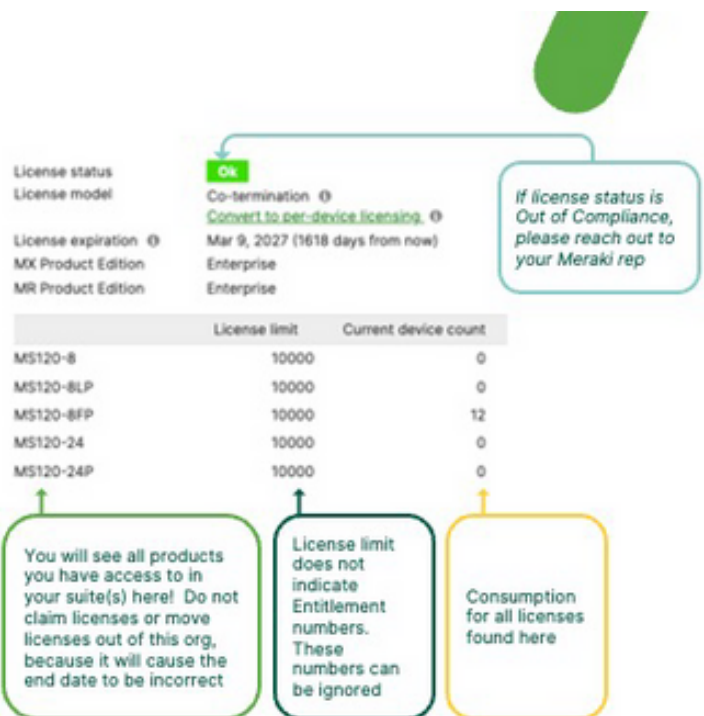 License status Ok
License model Co-termination
Convert to per-device licensing
License expiration Mar 9, 2027 (1618 days from now)
MX Product Edition Enterprise
MR Product Edition Enterprise
If license status is
Out of Compliance,
please reach out to
your Meraki rep
License limit Current device count
MS120-8 10000 0
MS120-8LP 10000 0
MS120-8FP 10000 12
MS120-24 10000 0
MS120-24P 10000 0
You will see all products
you have access to in
your suite(s) here! Do not
claim licenses or move
licenses out of this org,
because it will cause the
end date to be incorrect
License limit
does not
indicate
Entitlement
numbers.
These
numbers can
be ignored
Consumption
for all licenses
found here